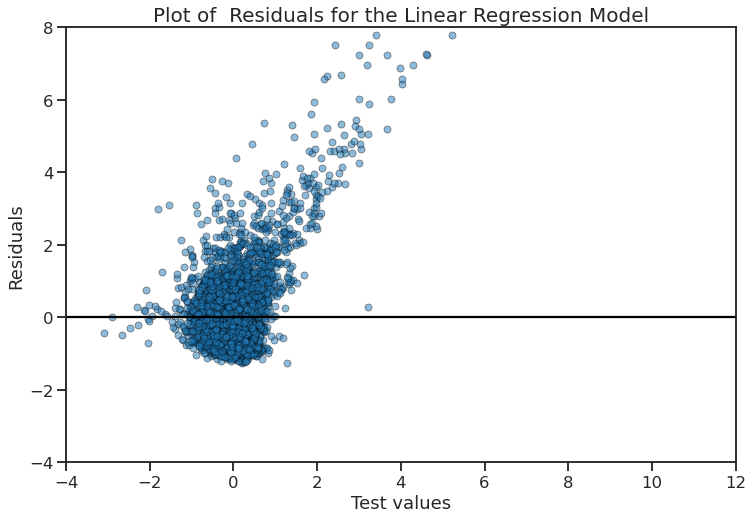 Plot of  Residuals for the Linear Regression Model
8
6
4
2
0
−2
−4
Residuals
−4 −2 0 2 4 6 8 10 12
Test values